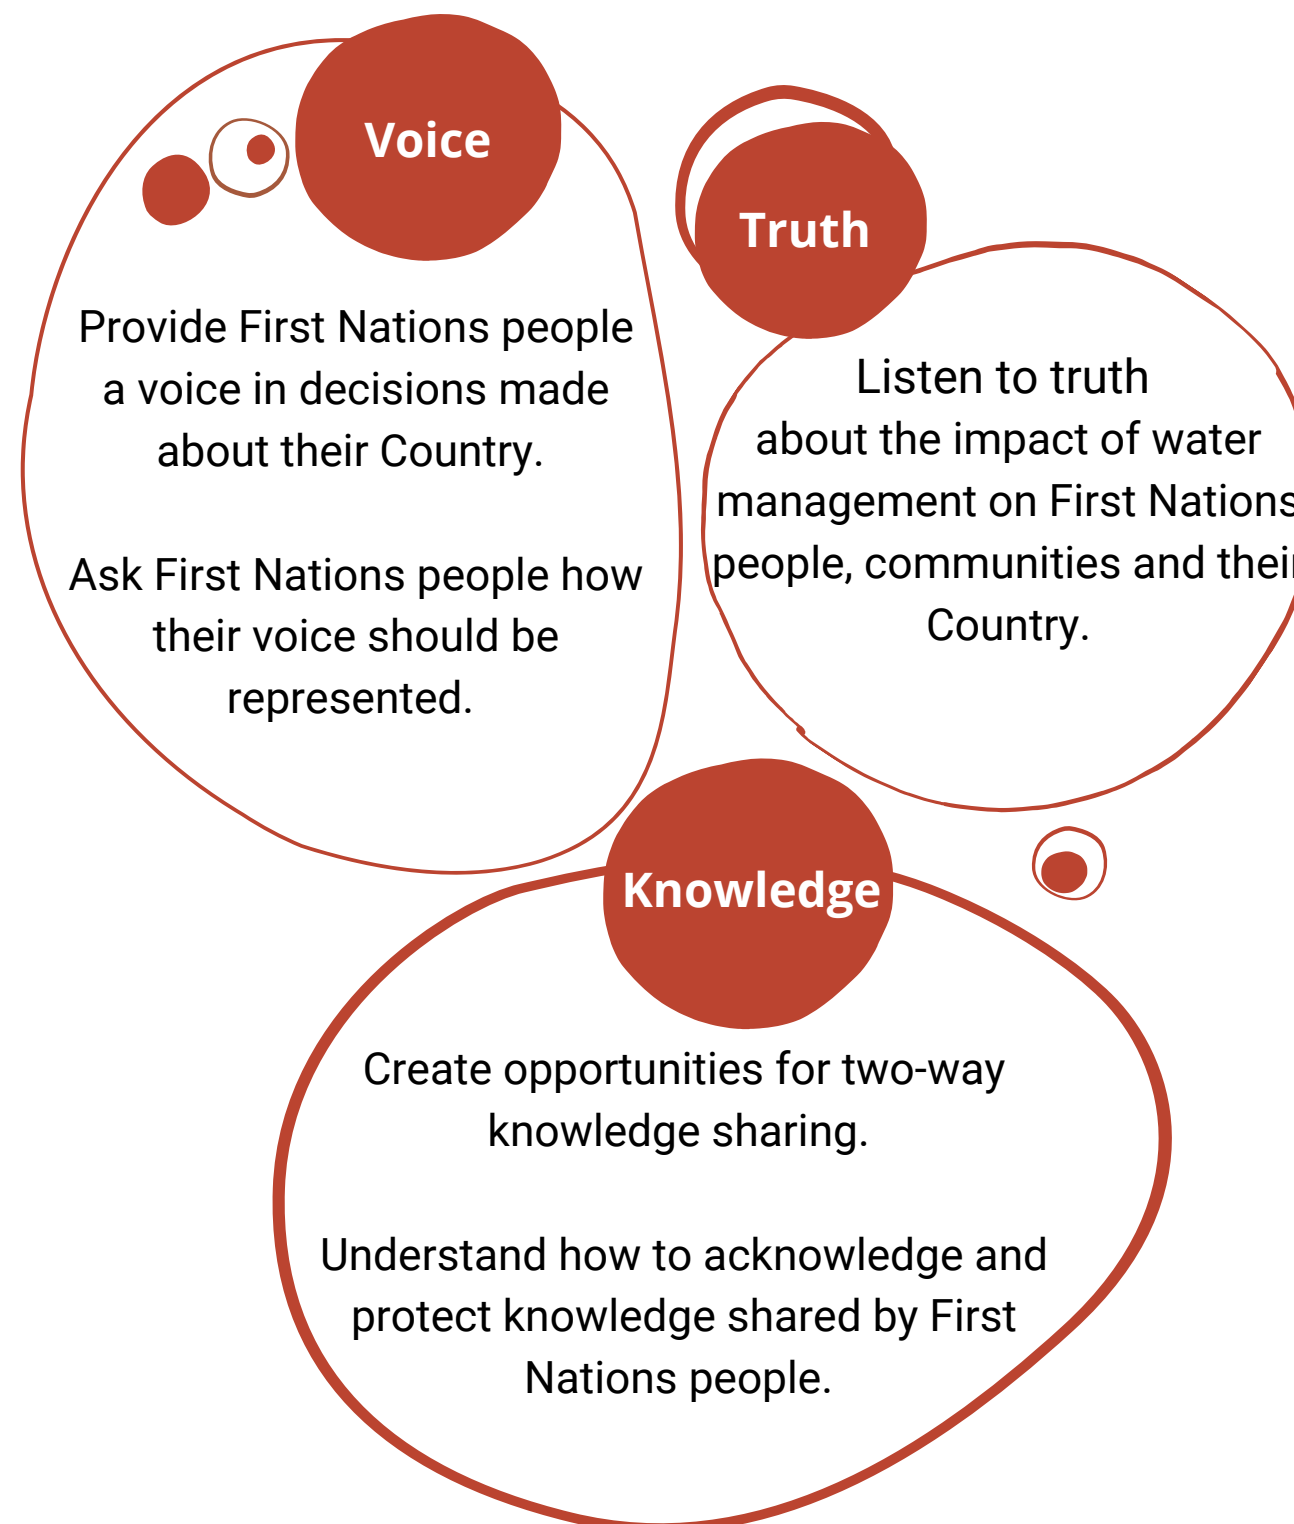 Voice
Provide First Nations people
a voice in decisions made
about their Country.
Ask First Nations people how
their voice should be
represented.
Truth
Listen to truth
about the impact of water
management on First Nations
people, communities and their
Country.
Knowledge
Create opportunities for two-way
knowledge sharing.
Understand how to acknowledge and
protect knowledge shared by First
Nations people.